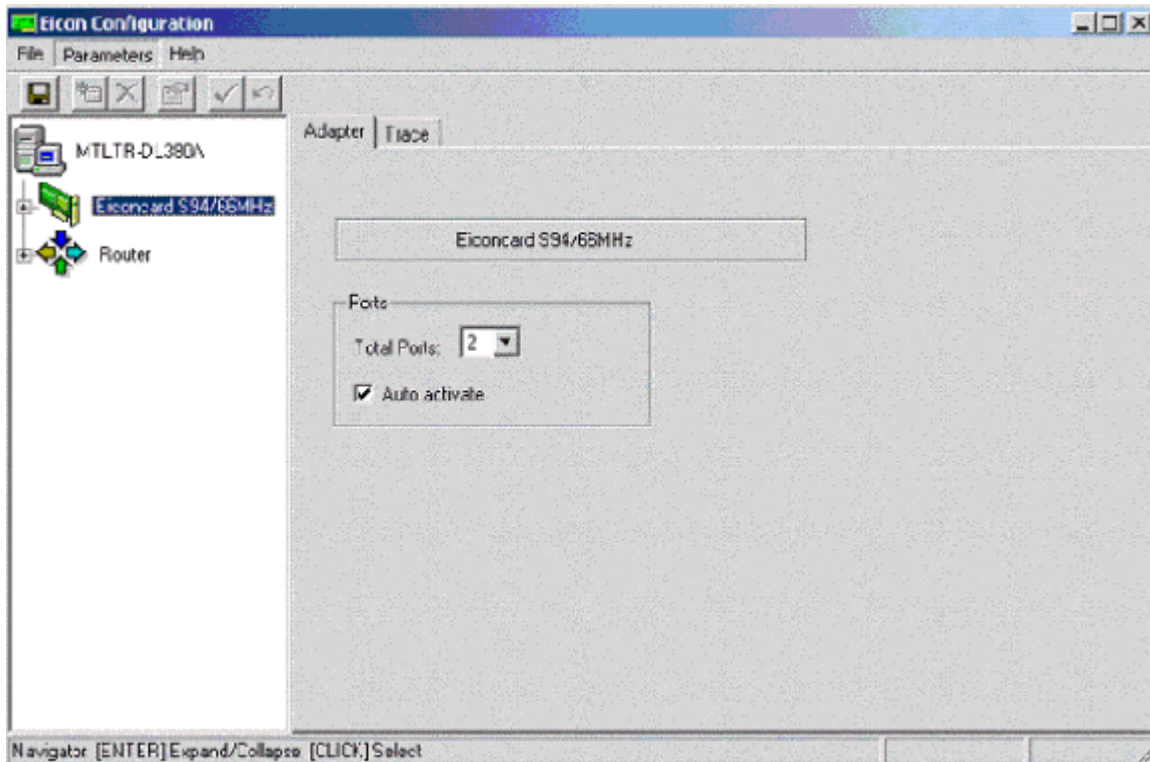 Eicon Configuration
File Parameters Help
MTLTR-DL380A
Eiconcard S94/66MHz
Router
Adapter Trace
Eiconcard S94/66MHz
Ports
Total Ports: 2
Auto activate
Navigator [ENTER] Expand/Collapse [CLICK] Select